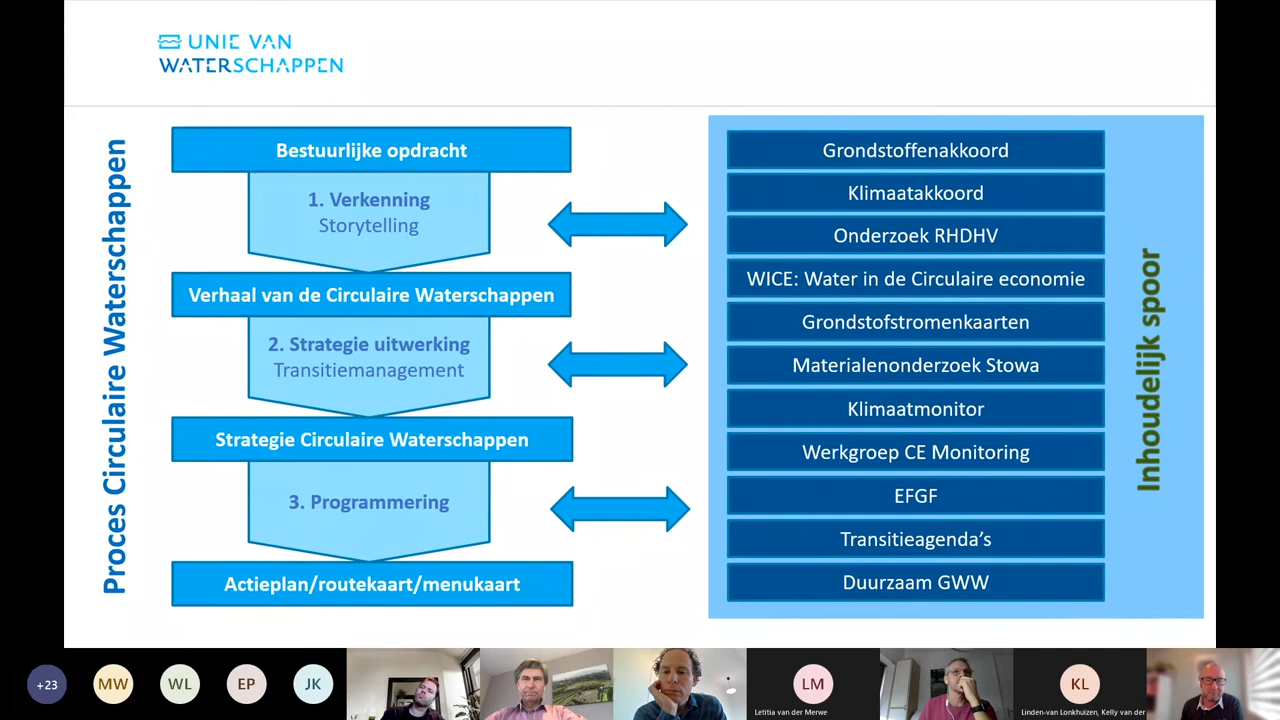 UNIE VAN
WATERSCHAPPEN
Proces Circulaire Waterschappen
Bestuurlijke opdracht
1. Verkenning
Storytelling
Verhaal van de Circulaire Waterschappen
2. Strategie uitwerking
Transitiemanagement
Strategie Circulaire Waterschappen
3. Programmering
Actieplan/routekaart/menukaart
Grondstoffenakkoord
Klimaatakkoord
Onderzoek RHDHV
WICE: Water in de Circulaire economie
Grondstofstromenkaarten
Materialenonderzoek Stowa
Klimaatmonitor
Werkgroep CE Monitoring
EFGF
Transitieagenda's
Duurzaam GWW
Inhoudelijk spoor
+23
MW
WL
EP
JK
LM
Letitia van der Merwe
KL
Linden-van Lonkhuizen, Kelly van der